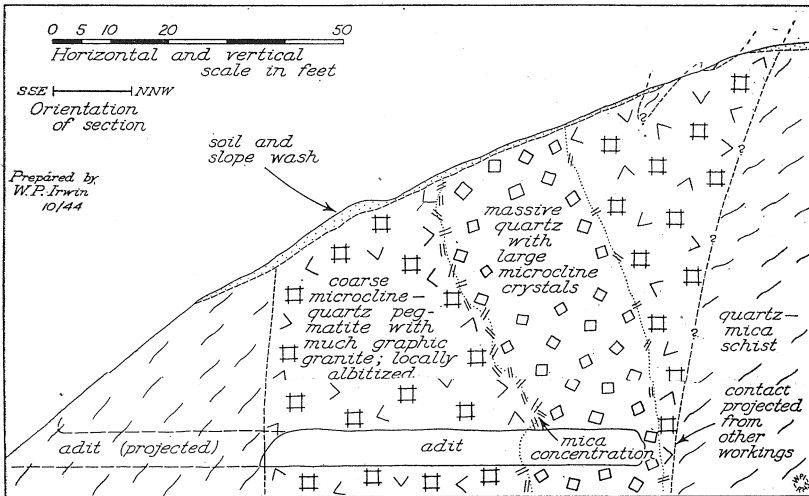 0 5 10 20 50
Horizontal and vertical
scale in feet
SSE NNW
Orientation
of section
Prepared by
W.P. Irwin
10/44
soil and
slope wash
massive
quartz
with
large
microcline
crystals
coarse
microcline—
quartz peg-
matite with
much graphic
granite; locally
albitized
quartz—
mica
schist
?
?
?
?
?
contact
projected
from
other
workings
adit (projected)
adit
mica
concentration